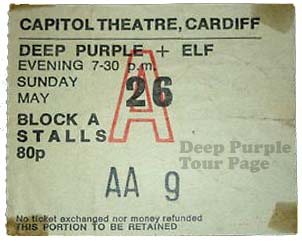 CAPITOL THEATRE, CARDIFF
DEEP PURPLE + ELF
EVENING 7-30 p.m.
SUNDAY
MAY 26
A
BLOCK A
STALLS
80p
Deep Purple
Tour Page
AA 9
No ticket exchanged nor money refunded
THIS PORTION TO BE RETAINED